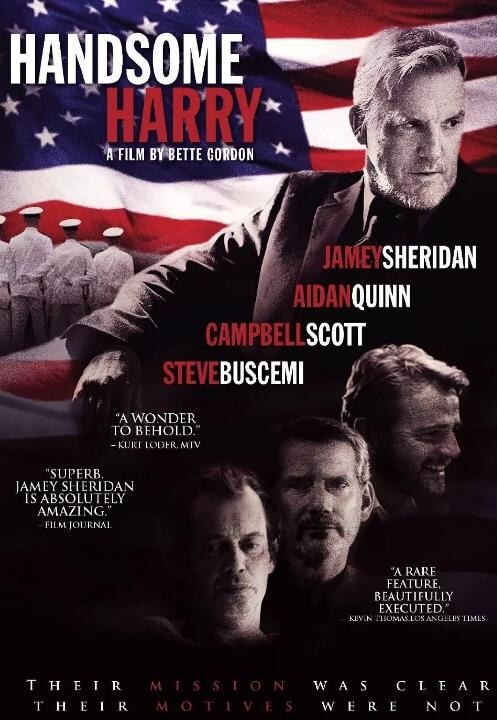 HANDSOME
HARRY
A FILM BY BETTE GORDON
JAMEYSHERIDAN
AIDANQUINN
CAMPBELLSCOTT
STEVEBUSCEMI
"A WONDER
TO BEHOLD."
– KURT LODER, MTV
"SUPERB.
JAMEY SHERIDAN
IS ABSOLUTELY
AMAZING."
– FILM JOURNAL
"A RARE
FEATURE,
BEAUTIFULLY
EXECUTED."
– KEVIN THOMAS,LOS ANGELES TIMES
THEIR MISSION WAS CLEAR
THEIR MOTIVES WERE NOT